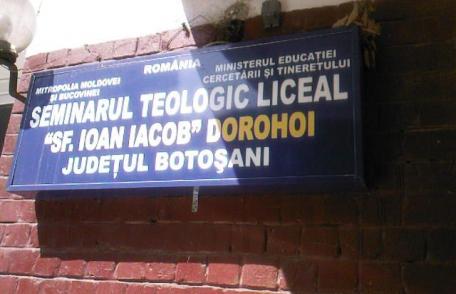 ROMÂNIA
MITROPOLIA MOLDOVEI
ȘI BUCOVINEI
MINISTERUL EDUCAȚIEI
CERCETĂRII ȘI TINERETULUI
SEMINARUL TEOLOGIC LICEAL
"SF. IOAN IACOB" DOROHOI
JUDEȚUL BOTOȘANI